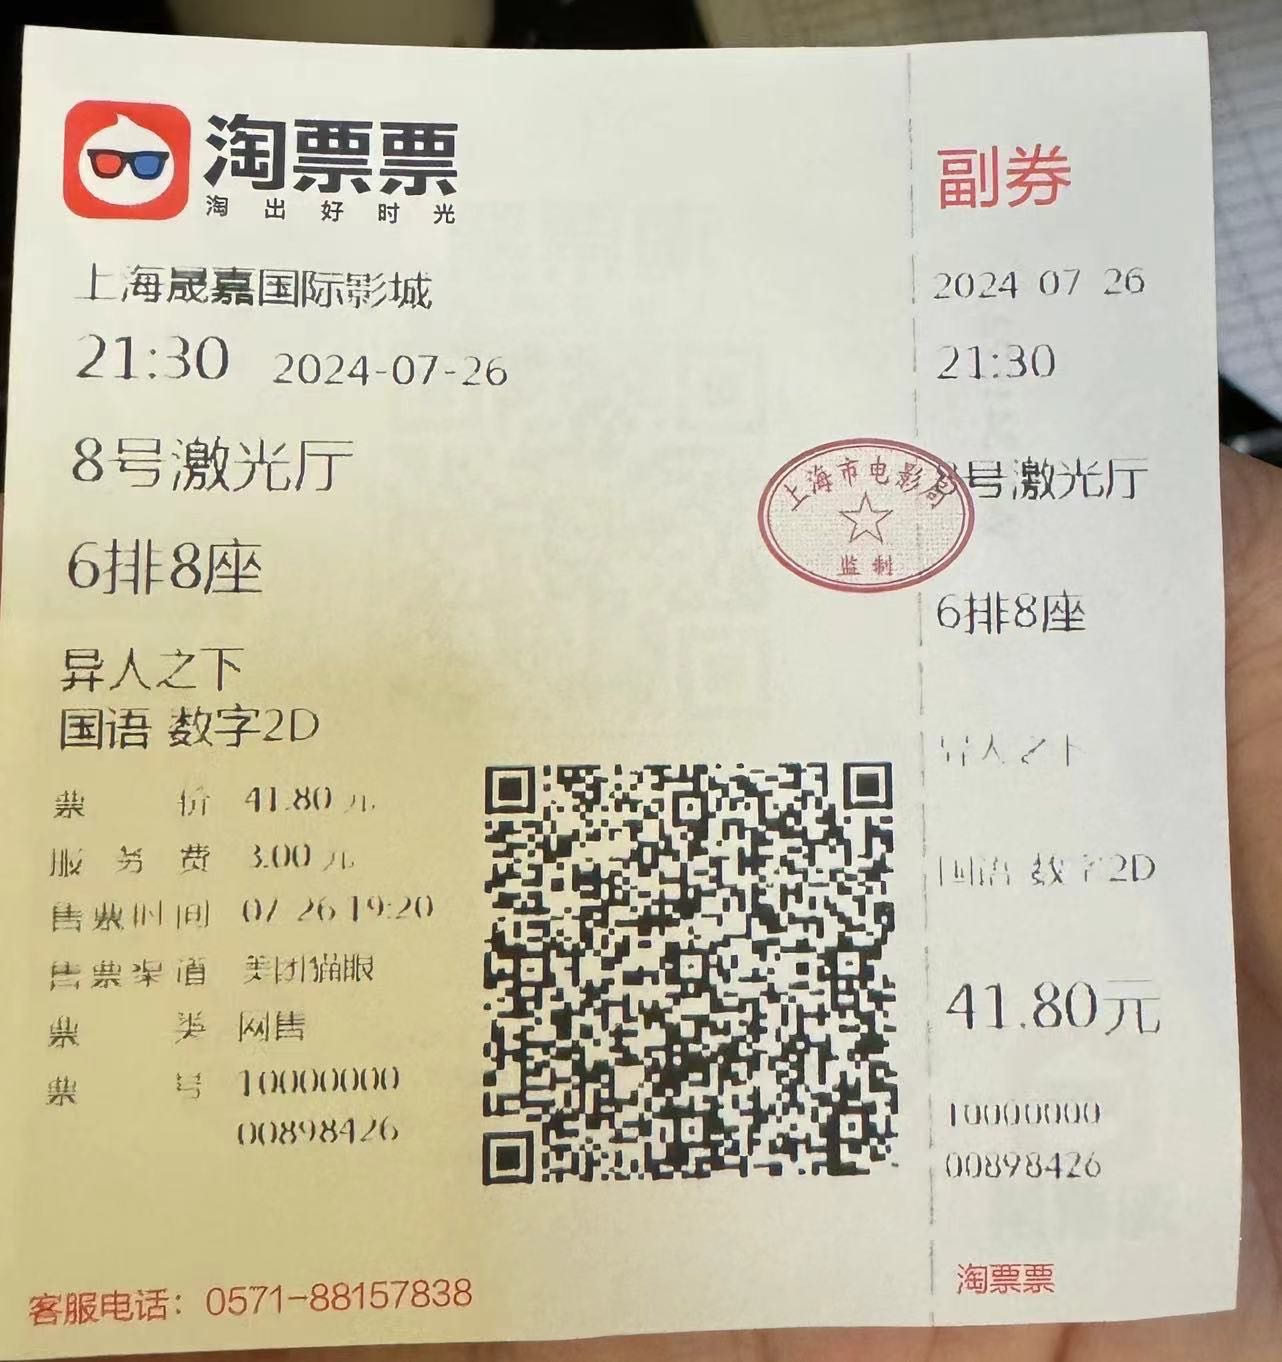 淘票票
淘出好时光
上海晟嘉国际影城
21:30 2024-07-26
8号激光厅
6排8座
异人之下
国语 数字2D
票价 41.80元
服务费 3.00元
售票时间 07-26 19:20
售票渠道 美团猫眼
票类 网售
票号 10000000
00898426
客服电话：0571-88157838
上海市电影局
监制
副券
2024 07 26
21:30
8号激光厅
6排8座
异人之下
国语 数字2D
41.80元
10000000
00898426
淘票票